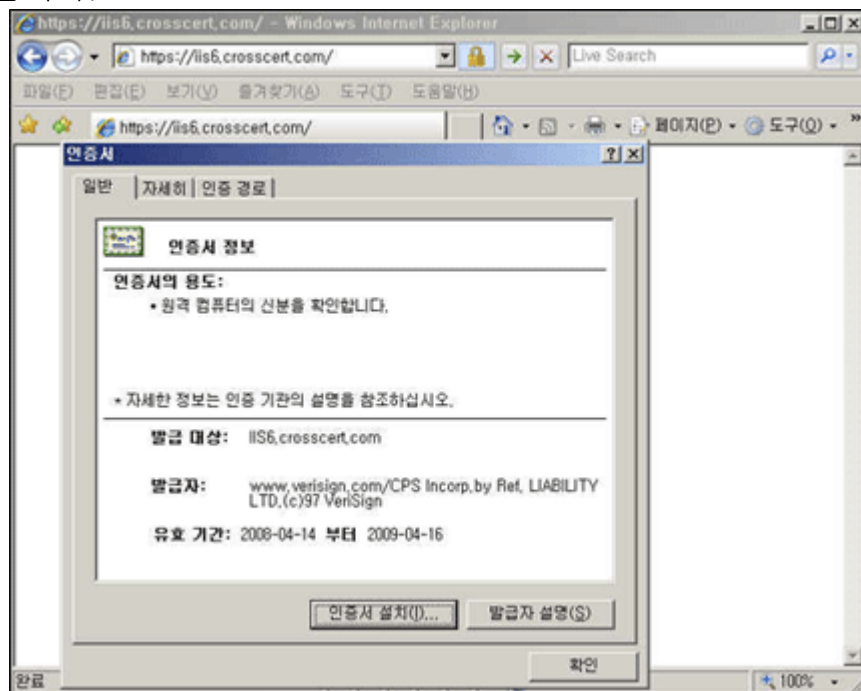 https://iis6.crosscert.com/ - Windows Internet Explorer
https://iis6.crosscert.com/
Live Search
파일(F) 편집(E) 보기(V) 즐겨찾기(A) 도구(T) 도움말(H)
https://iis6.crosscert.com/
페이지(P) 도구(O) »
인증서
일반 자세히 인증 경로
인증서 정보
인증서의 용도:
• 원격 컴퓨터의 신분을 확인합니다.
* 자세한 정보는 인증 기관의 설명을 참조하십시오.
발급 대상: IIS6.crosscert.com
발급자: www.verisign.com/CPS Incorp.by Ref. LIABILITY
LTD.(c)97 VeriSign
유효 기간: 2008-04-14 부터 2009-04-16
인증서 설치(I)... 발급자 설명(S)
확인
완료
100%